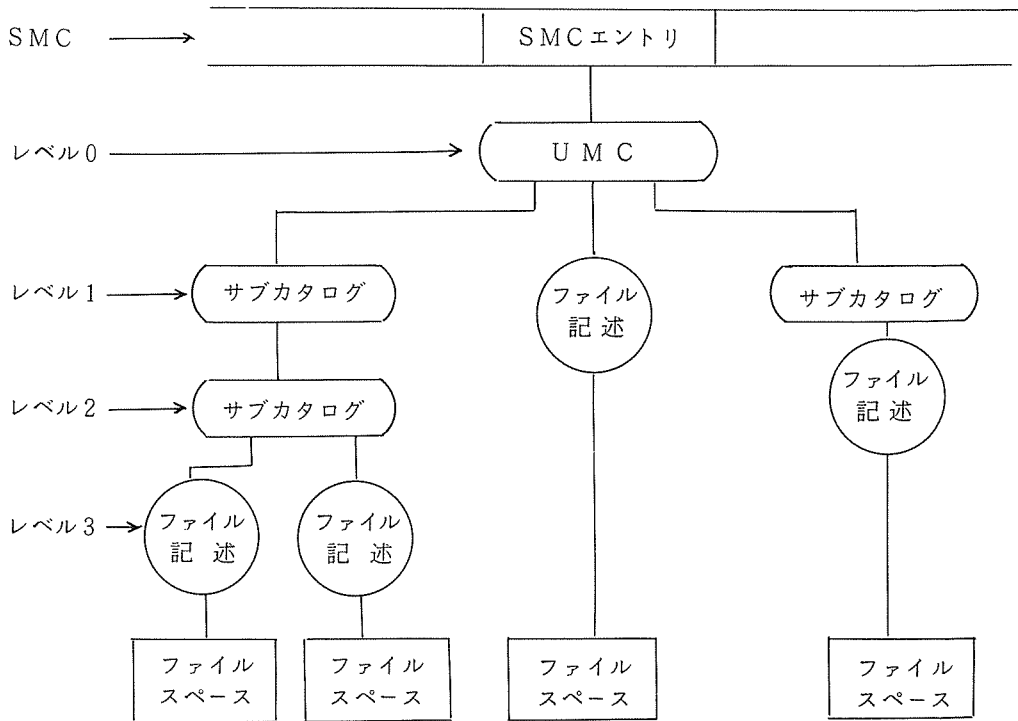 SMC
SMCエントリ
レベル0
UMC
レベル1
サブカタログ
ファイル
記述
サブカタログ
レベル2
サブカタログ
ファイル
記述
レベル3
ファイル
記述
ファイル
記述
ファイル
スペース
ファイル
スペース
ファイル
スペース
ファイル
スペース